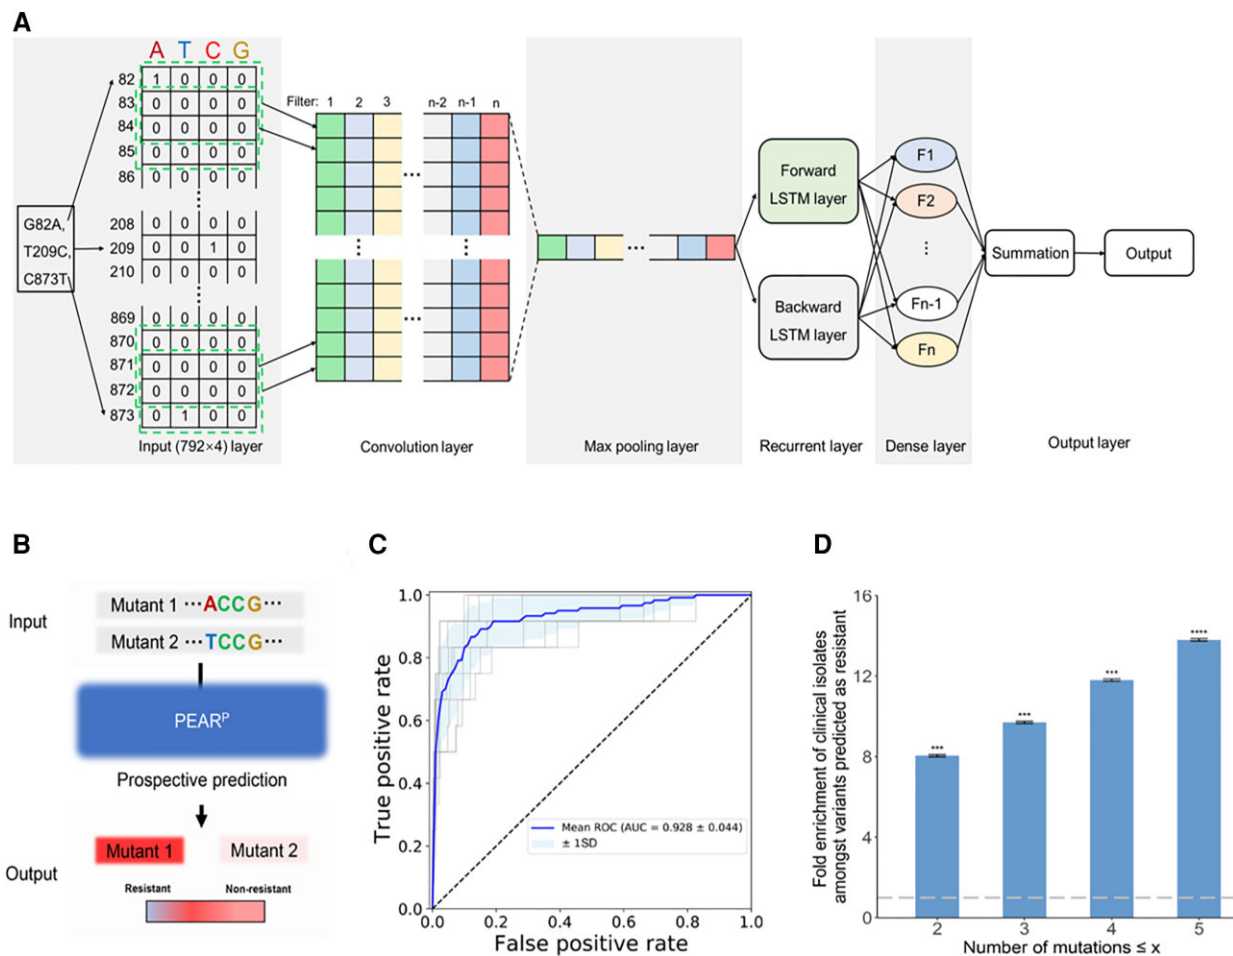 A
A T C G
82 1 0 0 0
83 0 0 0 0
84 0 0 0 0
85 0 0 0 0
86 0 0 0 0
208 0 0 0 0
209 0 0 1 0
210 0 0 0 0
869 0 0 0 0
870 0 0 0 0
871 0 0 0 0
872 0 0 0 0
873 0 1 0 0
G82A,
T209C,
C873T
Input (792×4) layer
Filter: 1 2 3 n-2 n-1 n
Convolution layer
Max pooling layer
Forward
LSTM layer
Backward
LSTM layer
Recurrent layer
F1
F2
Fn-1
Fn
Dense layer
Summation
Output
Output layer
B
Input
Mutant 1 ···ACCG···
Mutant 2 ···TCCG···
PEARᴾ
Prospective prediction
Output
Mutant 1
Mutant 2
Resistant
Non-resistant
C
True positive rate
1.0
0.8
0.6
0.4
0.2
0.0
0.0 0.2 0.4 0.6 0.8 1.0
False positive rate
Mean ROC (AUC = 0.928 ± 0.044)
± 1SD
D
Fold enrichment of clinical isolates
amongst variants predicted as resistant
16
12
8
4
0
***
***
***
****
2 3 4 5
Number of mutations ≤ x